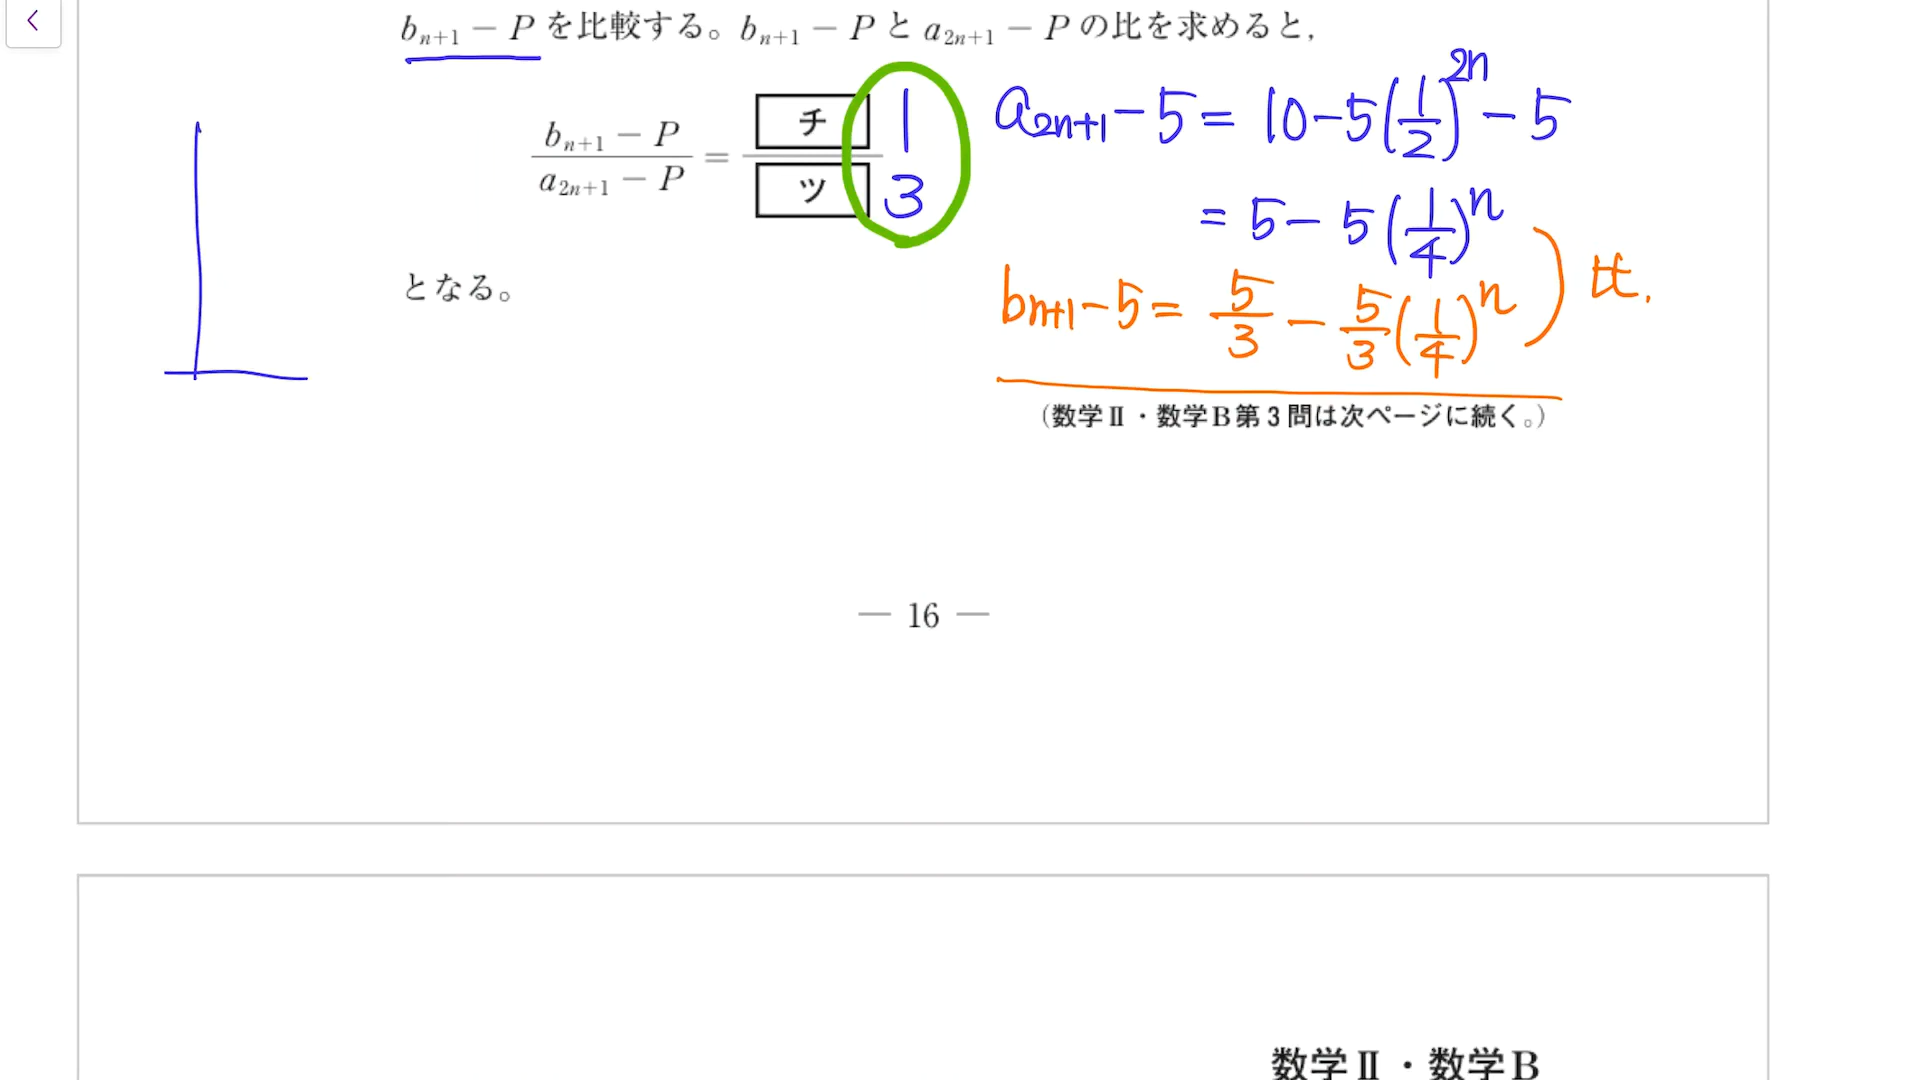 bₙ₊₁ − P を比較する。bₙ₊₁ − P と a₂ₙ₊₁ − P の比を求めると，
(bₙ₊₁ − P)/(a₂ₙ₊₁ − P) = チ/ツ 1/3
となる。
a₂ₙ₊₁ − 5 = 10 − 5(1/2)²ⁿ − 5
= 5 − 5(1/4)ⁿ
bₙ₊₁ − 5 = 5/3 − 5/3(1/4)ⁿ
比.
（数学Ⅱ・数学B第3問は次ページに続く。）
— 16 —
数学Ⅱ・数学B